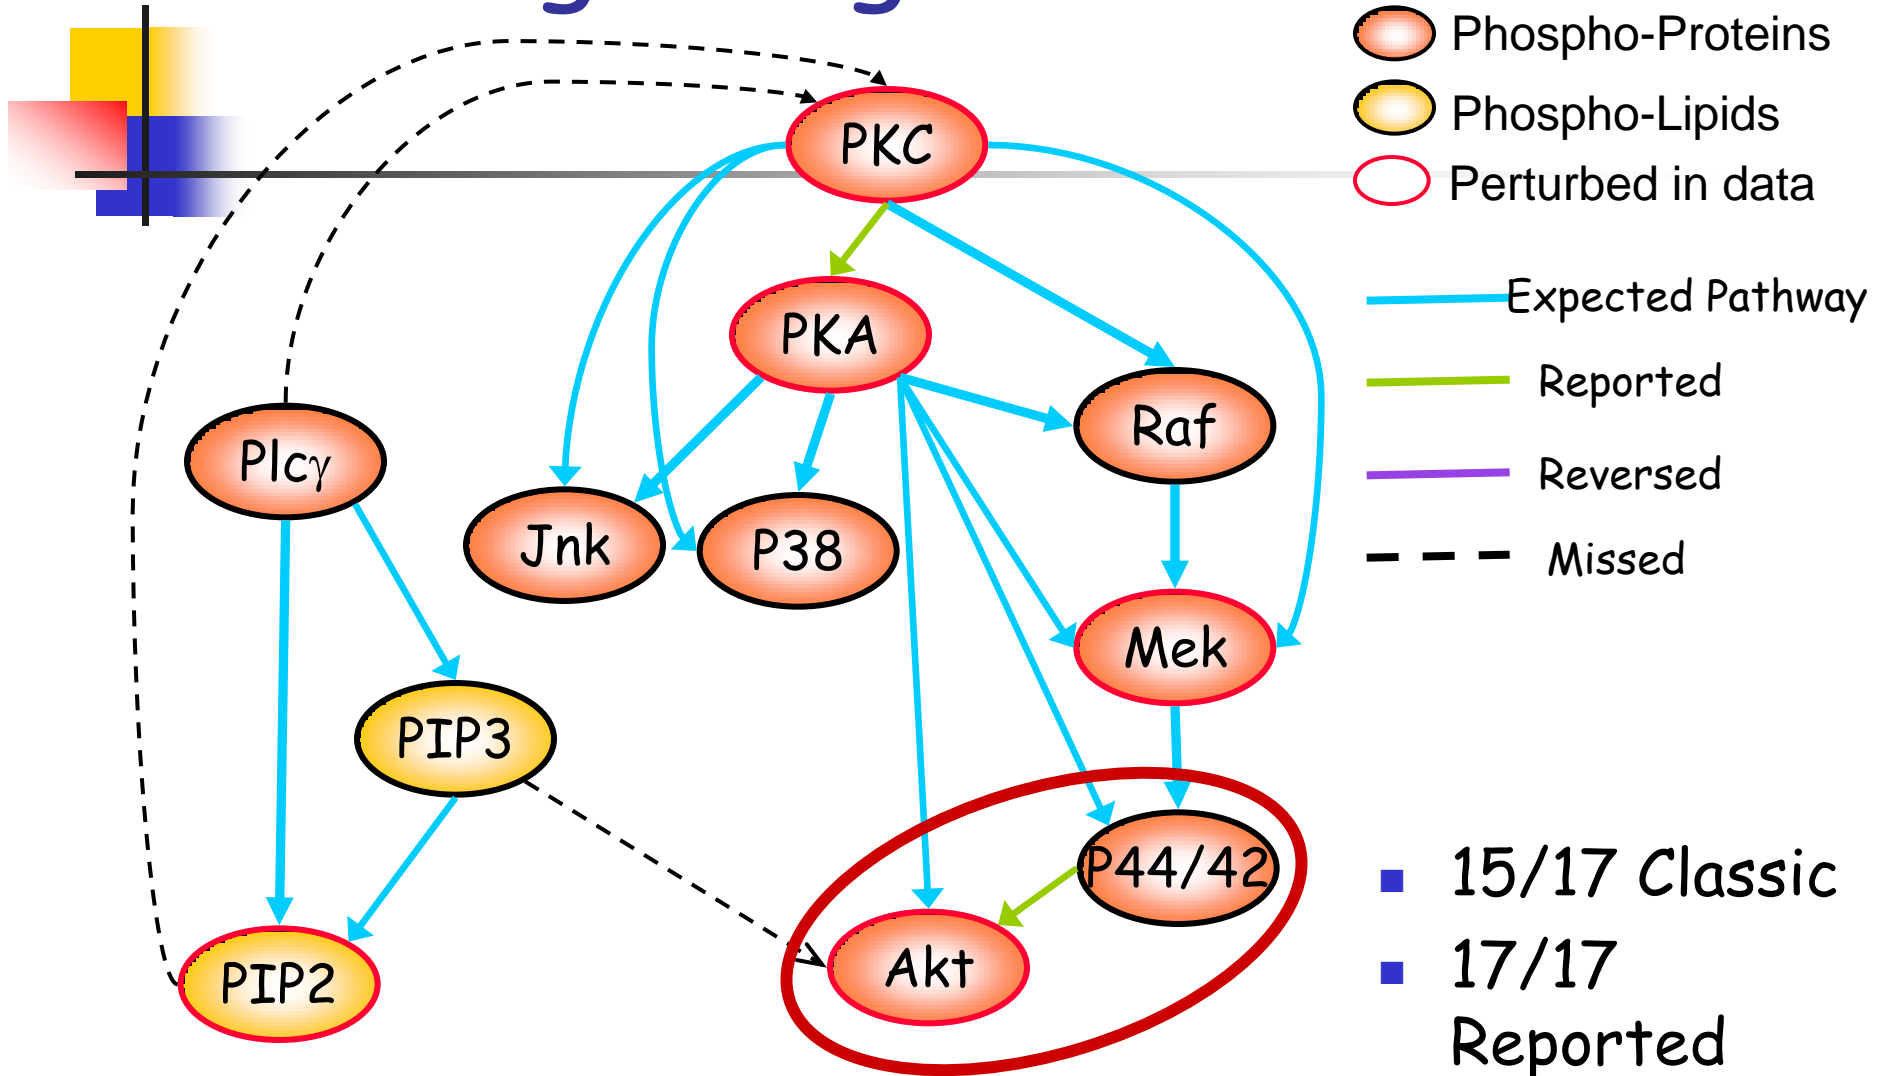 Phospho-Proteins
Phospho-Lipids
Perturbed in data
Expected Pathway
Reported
Reversed
Missed
PKC
PKA
Raf
Plcγ
Jnk
P38
Mek
PIP3
P44/42
Akt
PIP2
15/17 Classic
17/17
Reported